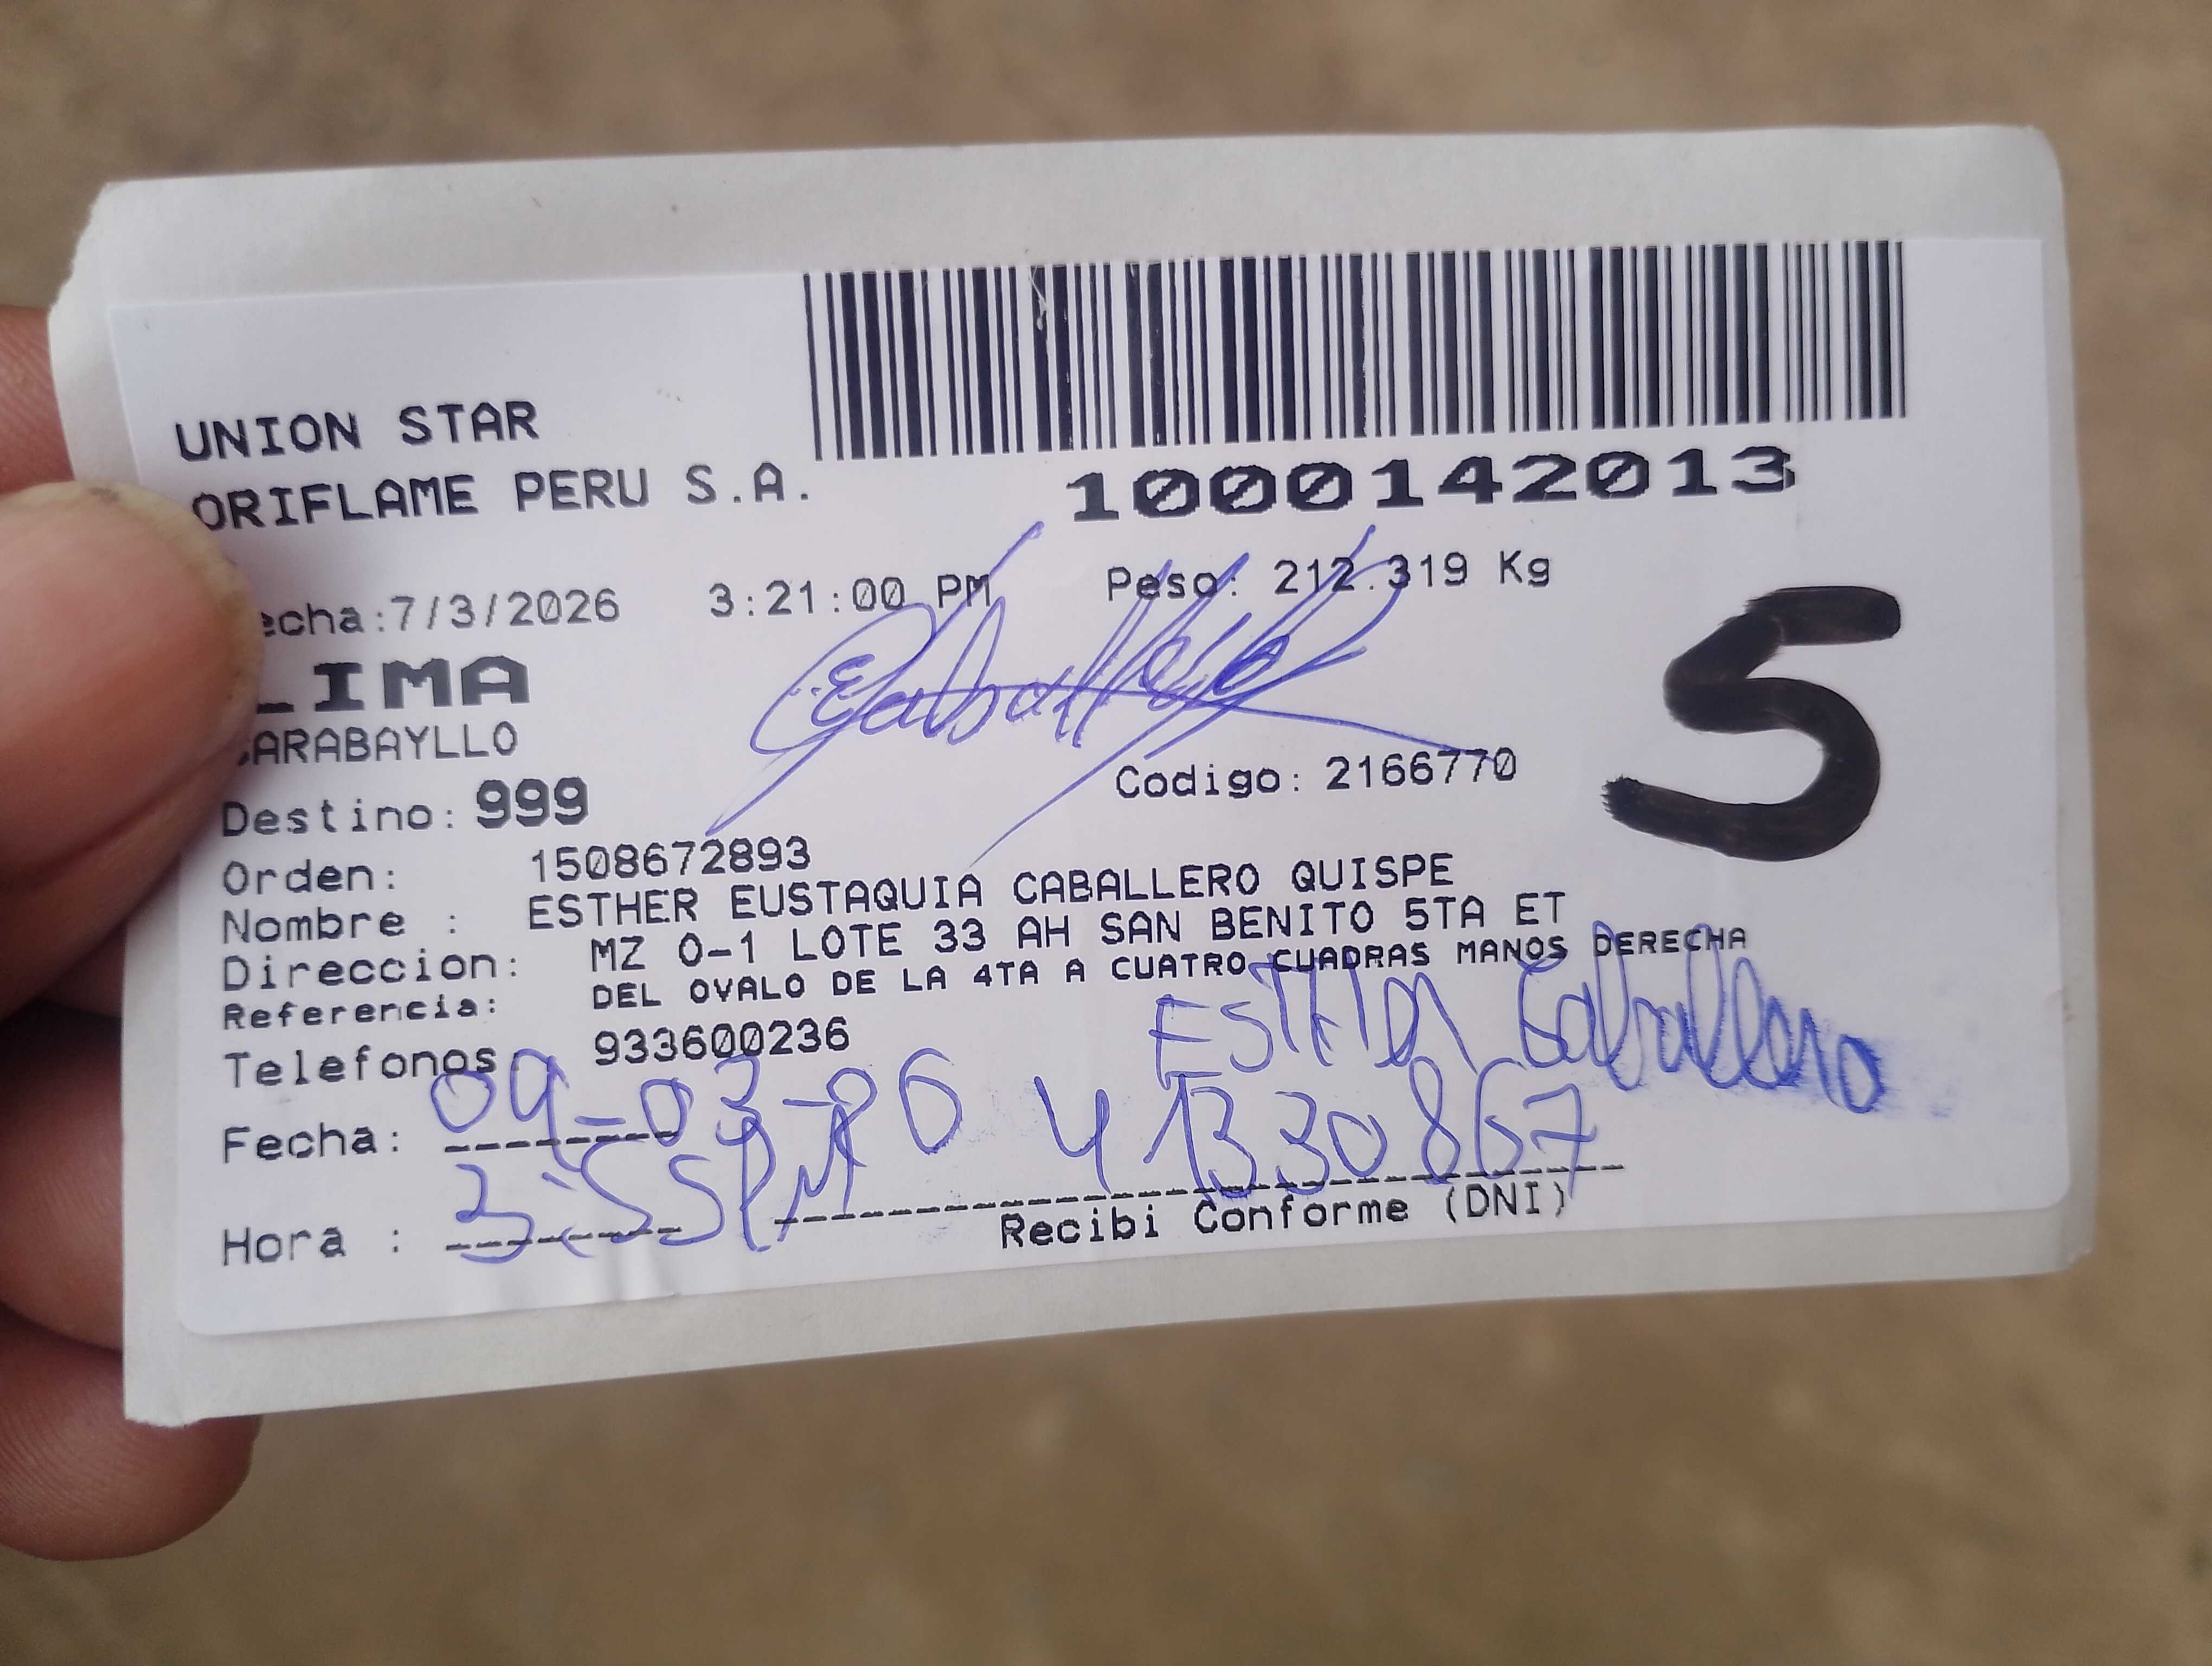 UNION STAR
ORIFLAME PERU S.A.
1000142013
echa:7/3/2026 3:21:00 PM Peso: 212.319 Kg
LIMA
ARABAYLLO
Codigo: 2166770
5
Destino: 999
Orden: 1508672893
Nombre : ESTHER EUSTAQUIA CABALLERO QUISPE
Direccion: MZ O-1 LOTE 33 AH SAN BENITO 5TA ET
Referencia: DEL OVALO DE LA 4TA A CUATRO CUADRAS MANOS DERECHA
Telefonos 933600236
Caballero
Fecha: 09-03-26 41330867
Hora : 3:55PM
Recibi Conforme (DNI)